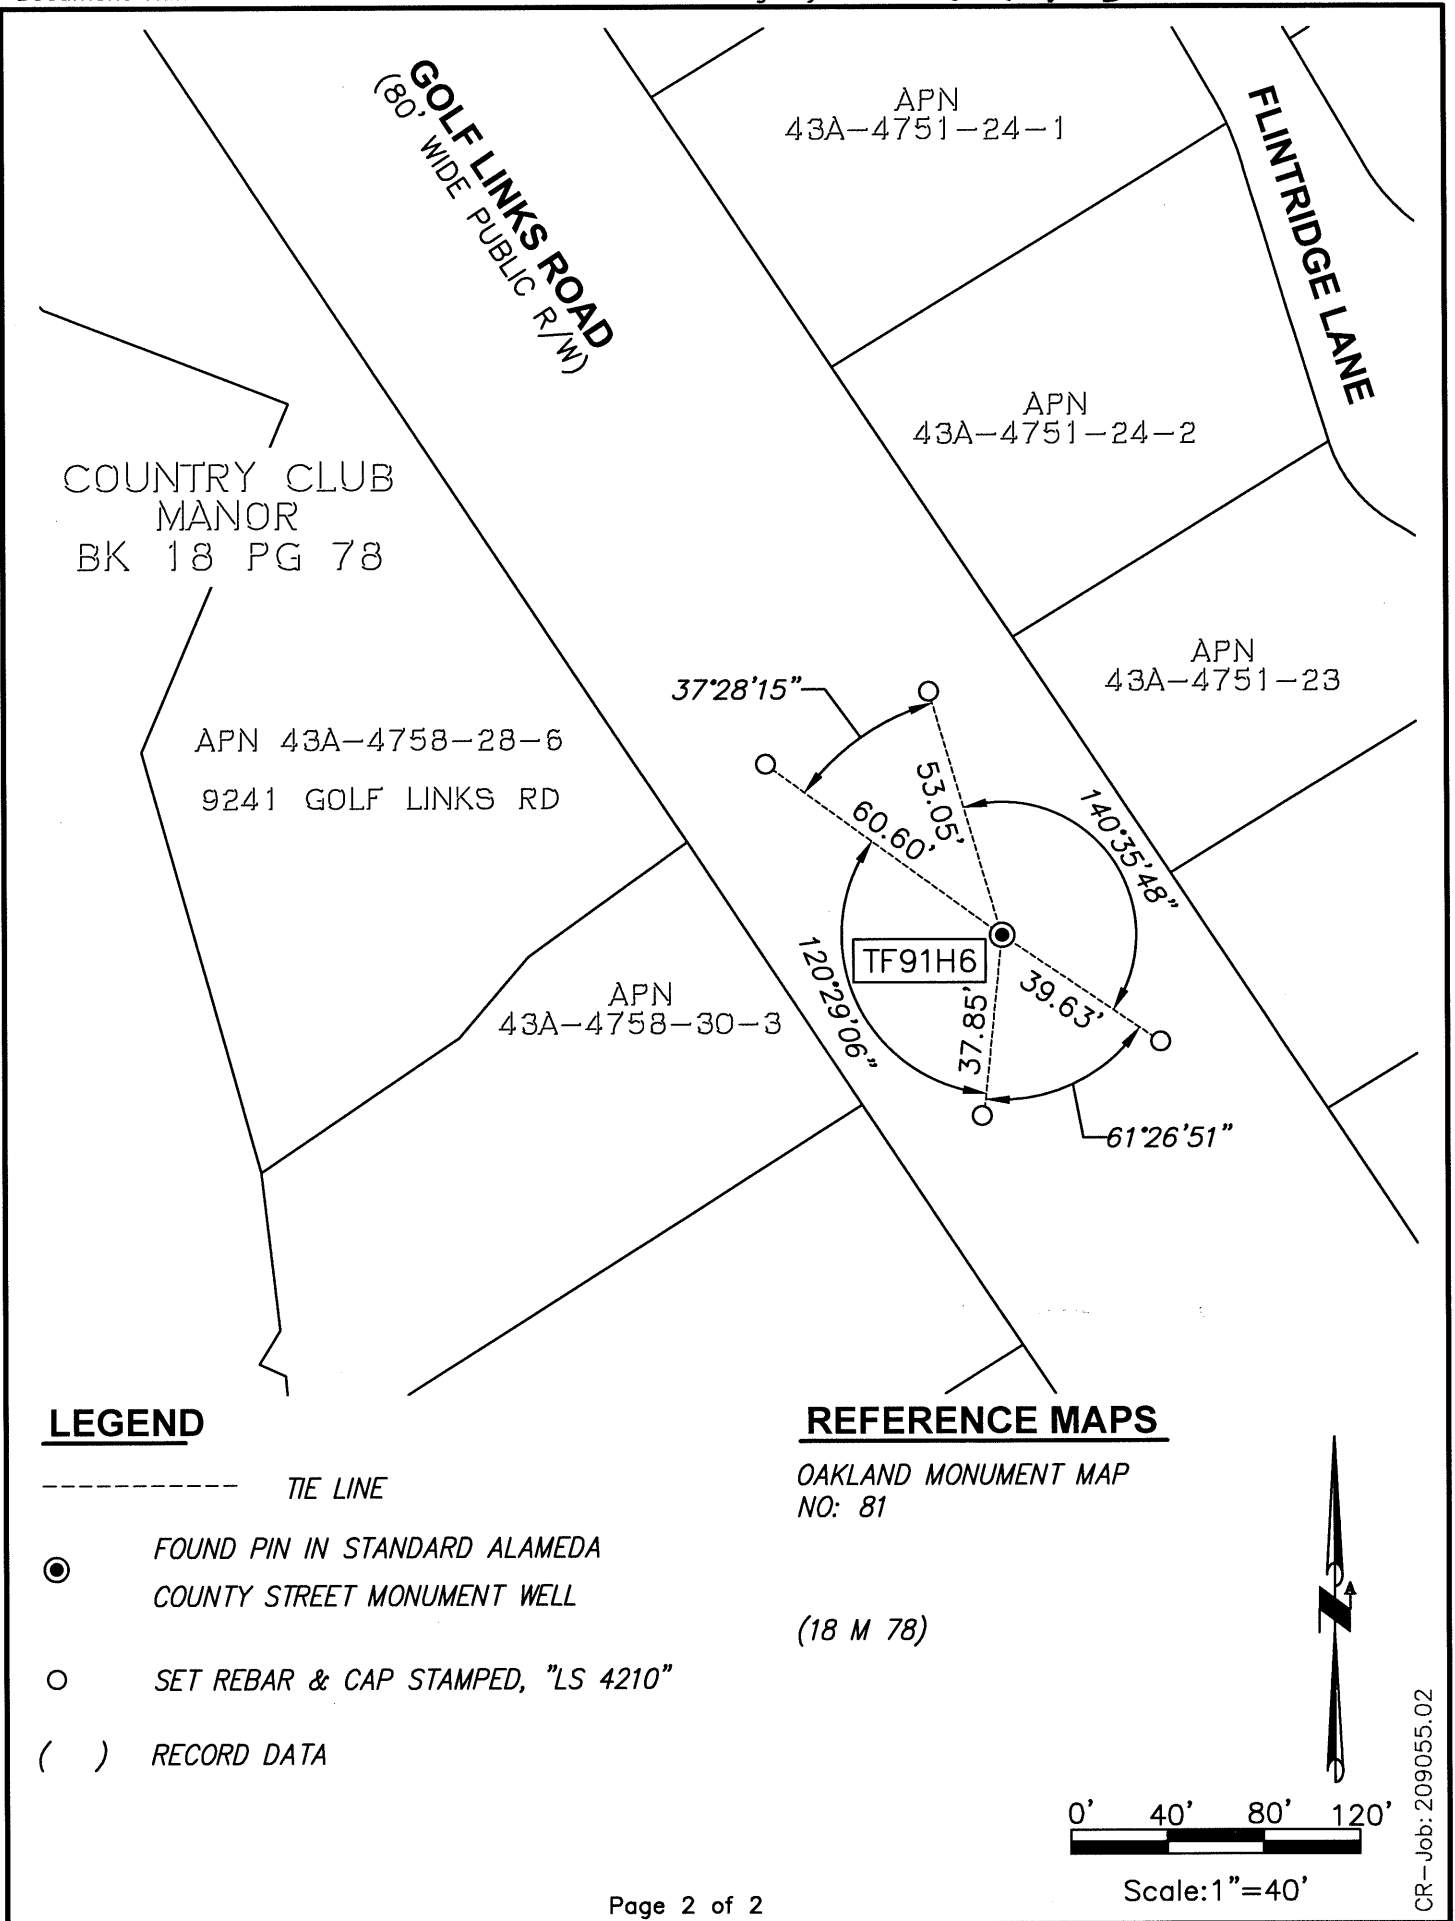 GOLF LINKS ROAD
(80' WIDE PUBLIC R/W)
APN
43A-4751-24-1
FLINTRIDGE LANE
APN
43A-4751-24-2
COUNTRY CLUB
MANOR
BK 18 PG 78
APN
43A-4751-23
37°28'15"
APN 43A-4758-28-6
9241 GOLF LINKS RD
53.05'
60.60'
140°35'48"
TF91H6
120°29'06"
39.63'
37.85'
APN
43A-4758-30-3
61°26'51"
LEGEND
TIE LINE
FOUND PIN IN STANDARD ALAMEDA
COUNTY STREET MONUMENT WELL
SET REBAR & CAP STAMPED, "LS 4210"
( ) RECORD DATA
REFERENCE MAPS
OAKLAND MONUMENT MAP
NO: 81
(18 M 78)
0' 40' 80' 120'
Scale:1"=40'
CR-Job: 209055.02
Page 2 of 2